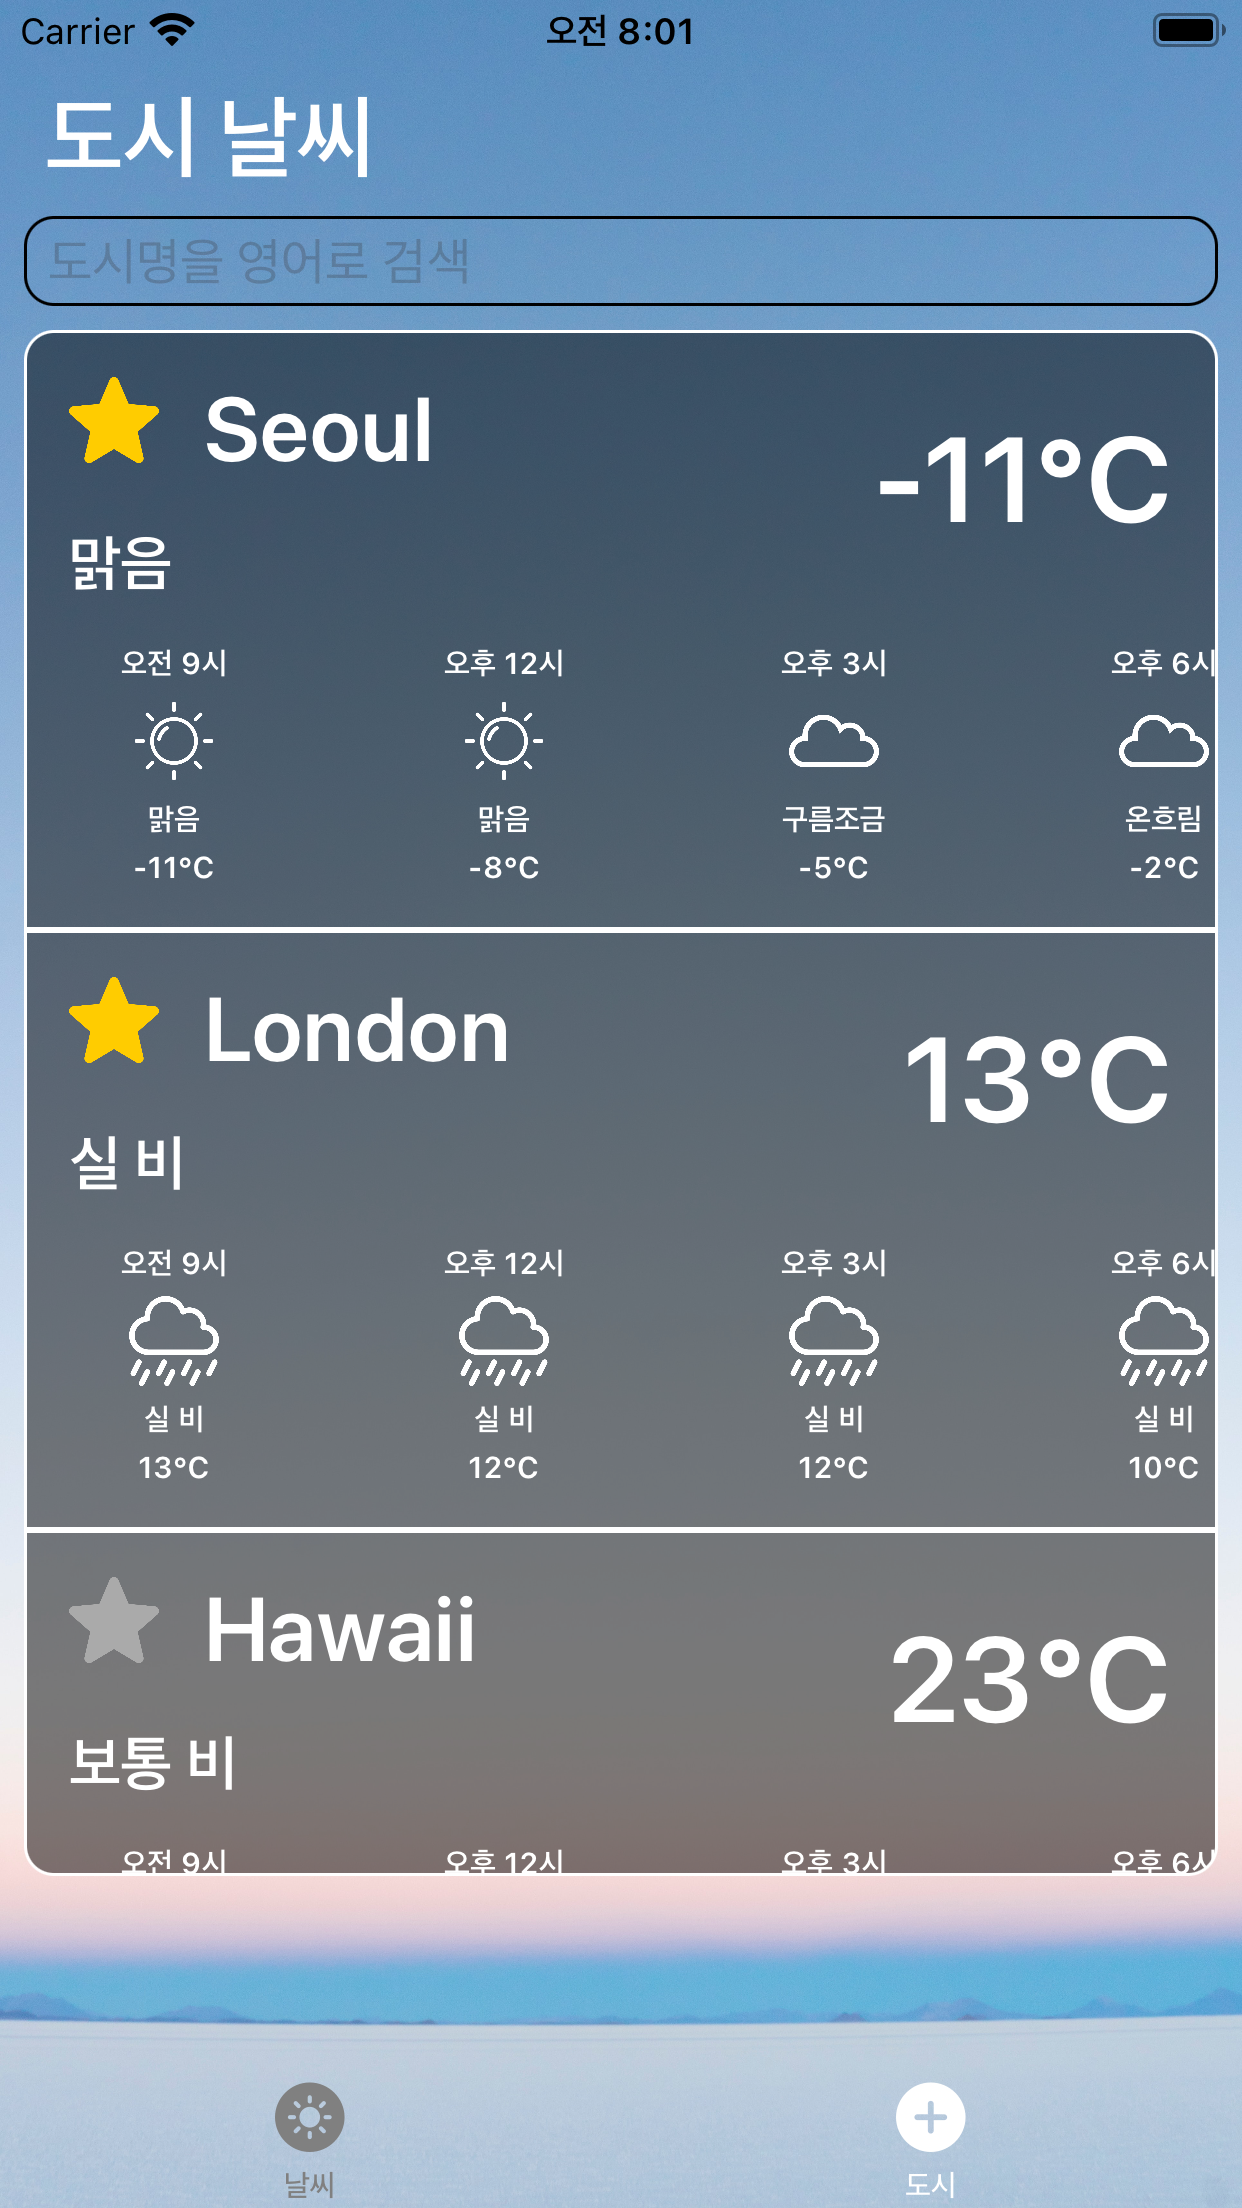 Carrier 오전 8:01
도시 날씨
도시명을 영어로 검색
Seoul
-11°C
맑음
오전 9시 오후 12시 오후 3시 오후 6시
맑음 맑음 구름조금 온흐림
-11°C -8°C -5°C -2°C
London
13°C
실 비
오전 9시 오후 12시 오후 3시 오후 6시
실 비 실 비 실 비 실 비
13°C 12°C 12°C 10°C
Hawaii
23°C
보통 비
오전 9시 오후 12시 오후 3시 오후 6시
날씨 도시